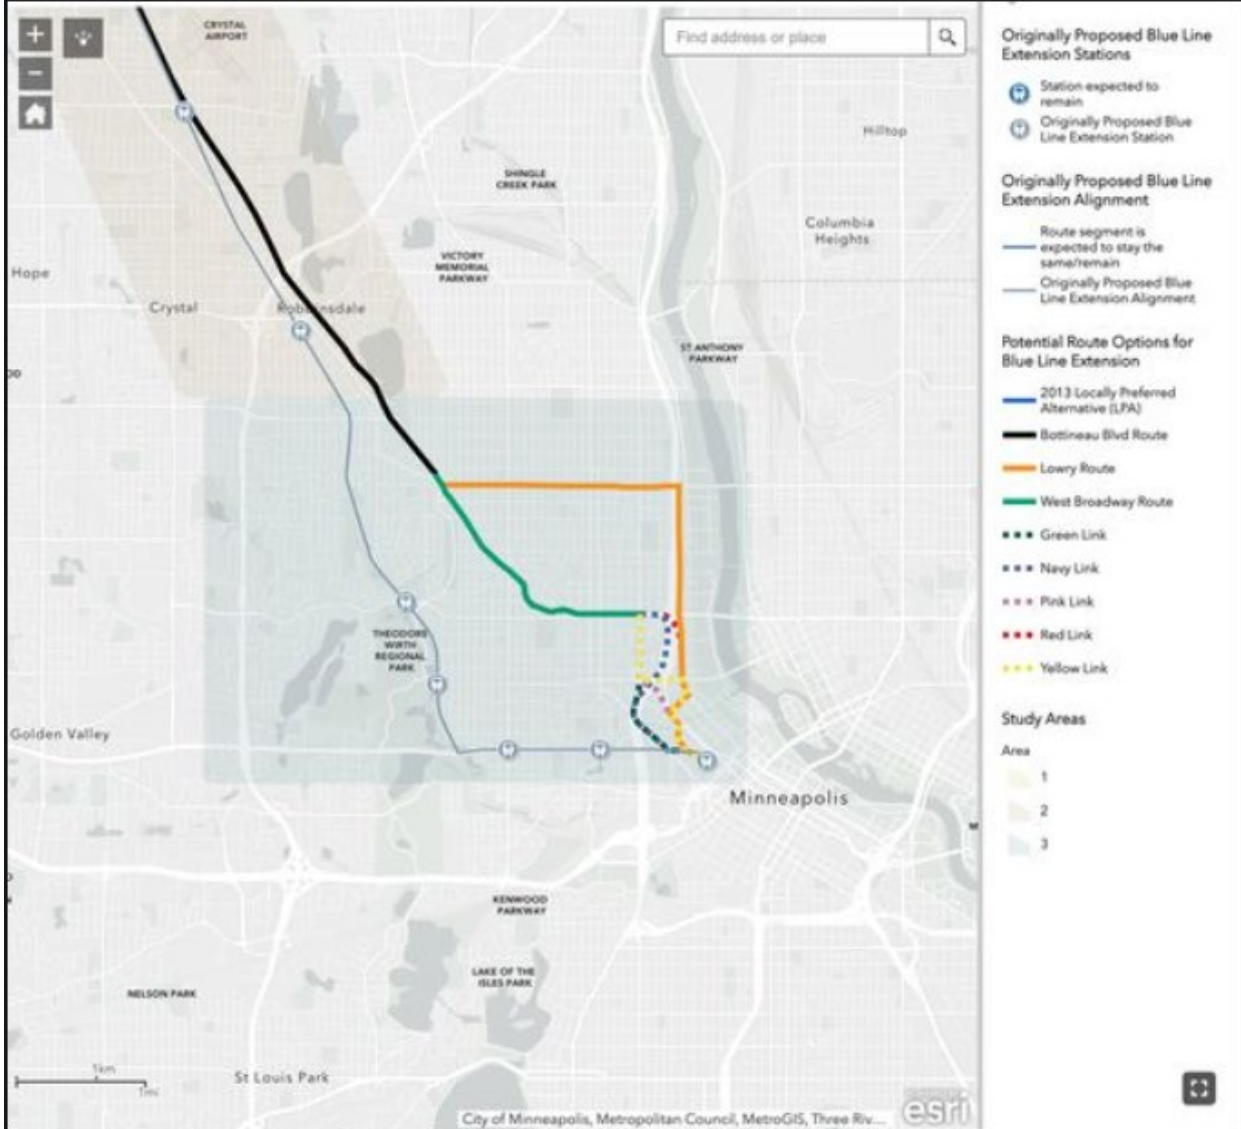 CRYSTAL
AIRPORT
Find address or place
Hilltop
SHINGLE
CREEK PARK
Columbia
Heights
VICTORY
MEMORIAL
PARKWAY
Hope
Crystal
Robbinsdale
ST ANTHONY
PARKWAY
THEODORE
WIRTH
REGIONAL
PARK
Golden Valley
Minneapolis
KENWOOD
PARKWAY
LAKE OF THE
ISLES PARK
NELSON PARK
1km
1mi
St Louis Park
City of Minneapolis, Metropolitan Council, MetroGIS, Three Riv...
esri
Originally Proposed Blue Line
Extension Stations
Station expected to
remain
Originally Proposed Blue
Line Extension Station
Originally Proposed Blue Line
Extension Alignment
Route segment is
expected to stay the
same/remain
Originally Proposed Blue
Line Extension Alignment
Potential Route Options for
Blue Line Extension
2013 Locally Preferred
Alternative (LPA)
Bottineau Blvd Route
Lowry Route
West Broadway Route
Green Link
Navy Link
Pink Link
Red Link
Yellow Link
Study Areas
Area
1
2
3